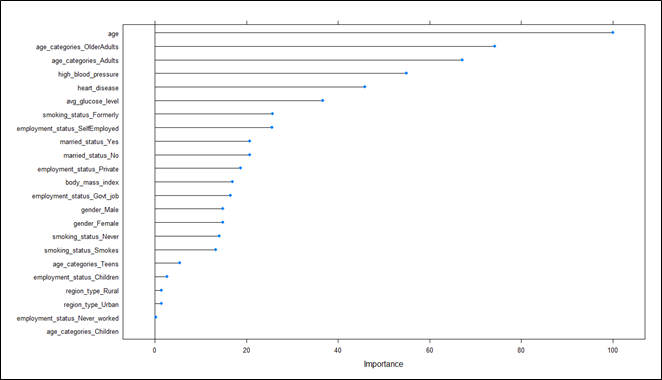 age
age_categories_OlderAdults
age_categories_Adults
high_blood_pressure
heart_disease
avg_glucose_level
smoking_status_Formerly
employment_status_SelfEmployed
married_status_Yes
married_status_No
employment_status_Private
body_mass_index
employment_status_Govt_job
gender_Male
gender_Female
smoking_status_Never
smoking_status_Smokes
age_categories_Teens
employment_status_Children
region_type_Rural
region_type_Urban
employment_status_Never_worked
age_categories_Children
0 20 40 60 80 100
Importance